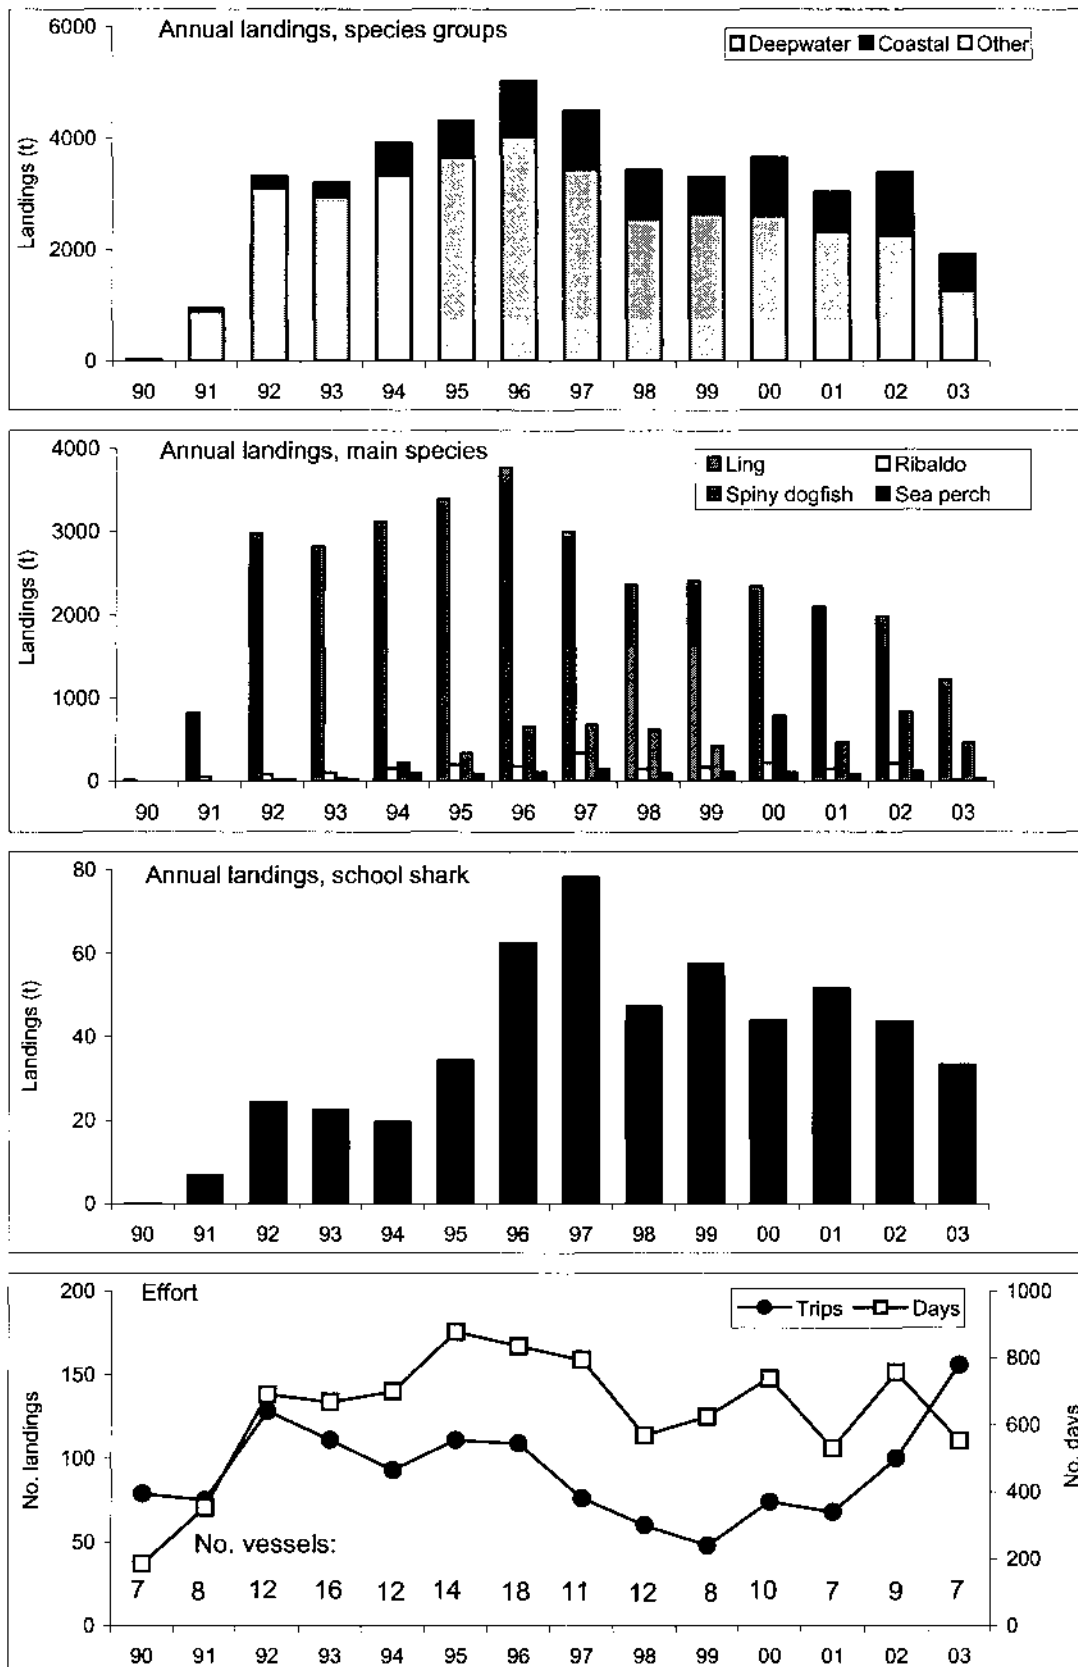 Annual landings, species groups
Deepwater Coastal Other
6000
4000
2000
0
Landings (t)
90 91 92 93 94 95 96 97 98 99 00 01 02 03
Annual landings, main species
Ling Ribaldo
Spiny dogfish Sea perch
4000
3000
2000
1000
0
Landings (t)
90 91 92 93 94 95 96 97 98 99 00 01 02 03
Annual landings, school shark
80
60
40
20
0
Landings (t)
90 91 92 93 94 95 96 97 98 99 00 01 02 03
Effort
Trips Days
200
150
100
50
0
No. landings
1000
800
600
400
200
0
No. days
No. vessels:
7 8 12 16 12 14 18 11 12 8 10 7 9 7
90 91 92 93 94 95 96 97 98 99 00 01 02 03